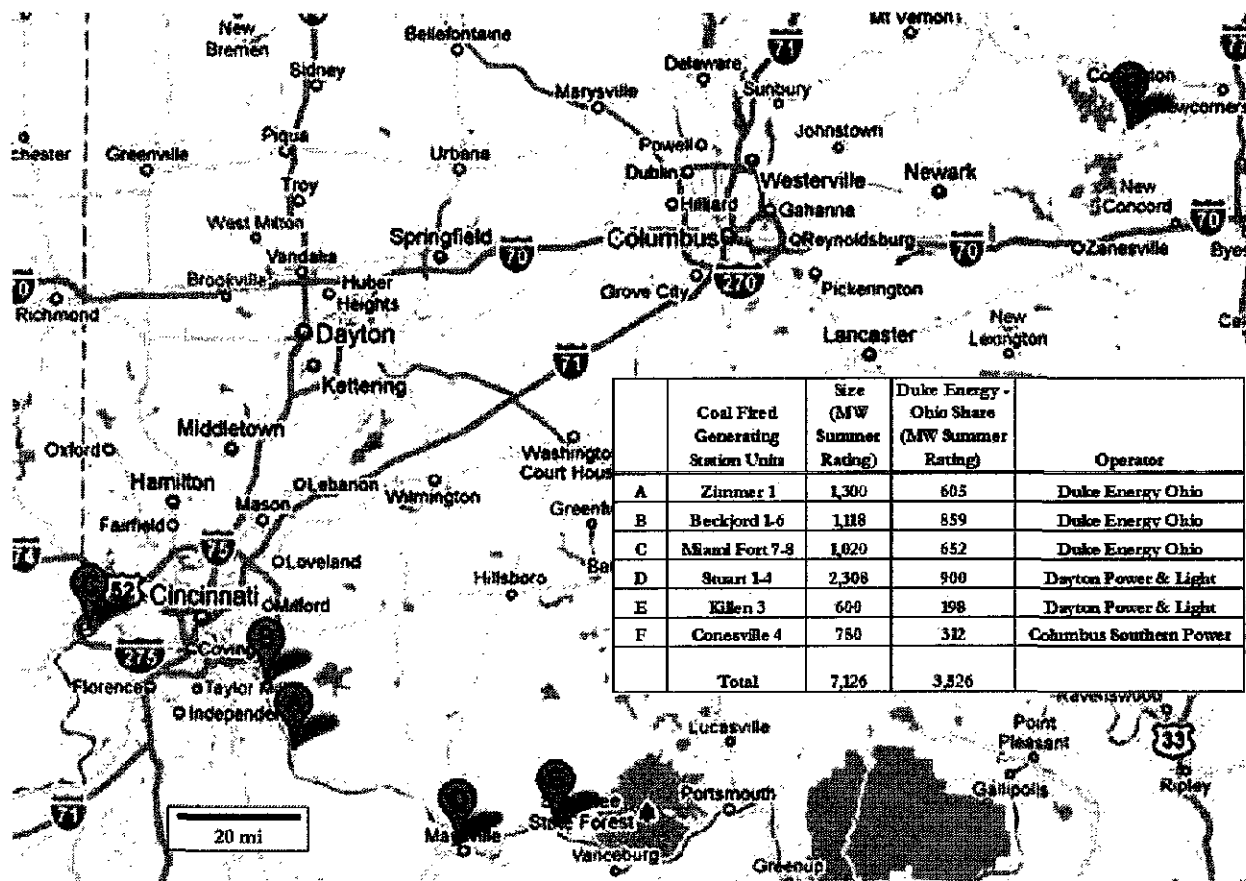 New
Bremen
Bellefontaine
Mt Vernon
71
Sidney
Delaware
Marysville
Sunbury
Johnstown
Piqua
Powell
Greenville
Urbana
Dublin
Westerville
Newark
Troy
Hilliard
Gahanna
New
Concord
West Milton
Springfield
70
Columbus
Reynoldsburg
70
Zanesville
70
Vandalia
Brookville
Huber
Heights
Grove City
270
Pickerington
Richmond
Dayton
Lancaster
New
Lexington
71
Kettering
Middletown
Oxford
Washington
Court Hous
Hamilton
Lebanon
Wilmington
Mason
Fairfield
75
Loveland
Hillsboro
52
Cincinnati
Milford
275
Coving
Florence
Taylor M
Independen
Lucasville
Ravenswood
Point
Pleasant
33
Gallipolis
Ripley
Portsmouth
State Forest
71
Vanceburg
Greenup
20 mi
Coal Fired Generating Station Units | Size (MW Summer Rating) | Duke Energy - Ohio Share (MW Summer Rating) | Operator
A Zimmer 1 1,300 605 Duke Energy Ohio
B Beckjord 1-6 1,118 859 Duke Energy Ohio
C Miami Fort 7-8 1,020 652 Duke Energy Ohio
D Stuart 1-4 2,308 900 Dayton Power & Light
E Killen 3 600 198 Dayton Power & Light
F Conesville 4 780 312 Columbus Southern Power
Total 7,126 3,526